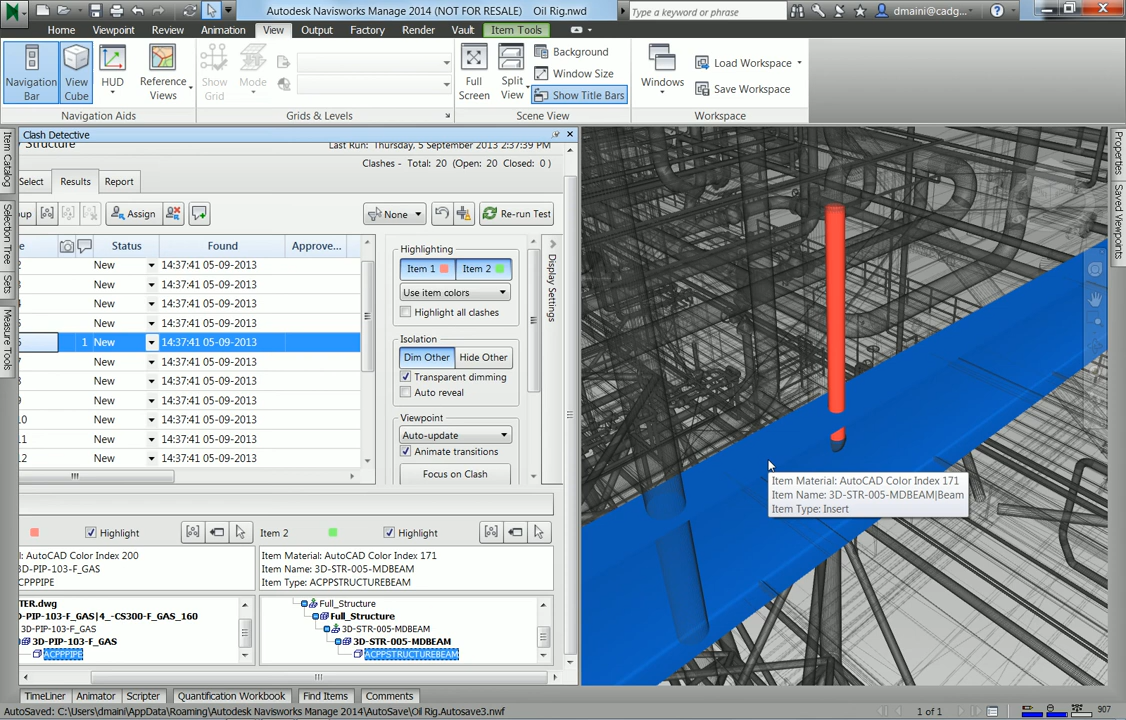 Autodesk Navisworks Manage 2014 (NOT FOR RESALE) Oil Rig.nwd
Type a keyword or phrase
dmaini@cadg...
Home Viewpoint Review Animation View Output Factory Render Vault Item Tools
Navigation Bar
View Cube
HUD
Reference Views
Show Grid
Mode
Full Screen
Split View
Background
Window Size
Show Title Bars
Windows
Load Workspace
Save Workspace
Navigation Aids
Grids & Levels
Scene View
Workspace
Clash Detective
Structure
Last Run: Thursday, 5 September 2013 2:37:39 PM
Clashes - Total: 20 (Open: 20 Closed: 0 )
Select Results Report
Assign
None
Re-run Test
Status Found Approve...
New 14:37:41 05-09-2013
New 14:37:41 05-09-2013
New 14:37:41 05-09-2013
New 14:37:41 05-09-2013
1 New 14:37:41 05-09-2013
New 14:37:41 05-09-2013
New 14:37:41 05-09-2013
New 14:37:41 05-09-2013
10 New 14:37:41 05-09-2013
11 New 14:37:41 05-09-2013
12 New 14:37:41 05-09-2013
Highlighting
Item 1 Item 2
Use item colors
Highlight all clashes
Isolation
Dim Other Hide Other
Transparent dimming
Auto reveal
Viewpoint
Auto-update
Animate transitions
Focus on Clash
Display Settings
Highlight
Item 2
Highlight
l: AutoCAD Color Index 200
3D-PIP-103-F_GAS
ACPPPIPE
Item Material: AutoCAD Color Index 171
Item Name: 3D-STR-005-MDBEAM
Item Type: ACPPSTRUCTUREBEAM
TER.dwg
D-PIP-103-F_GAS|4_-CS300-F_GAS_160
3D-PIP-103-F_GAS
3D-PIP-103-F_GAS
ACPPPIPE
Full_Structure
Full_Structure
3D-STR-005-MDBEAM
3D-STR-005-MDBEAM
ACPPSTRUCTUREBEAM
Item Material: AutoCAD Color Index 171
Item Name: 3D-STR-005-MDBEAM|Beam
Item Type: Insert
Item Catalog
Selection Tree
Sets
Measure Tools
Properties
Saved Viewpoints
TimeLiner Animator Scripter Quantification Workbook Find Items Comments
AutoSaved: C:\Users\dmaini\AppData\Roaming\Autodesk Navisworks Manage 2014\AutoSave\Oil Rig.Autosave3.nwf
1 of 1
907